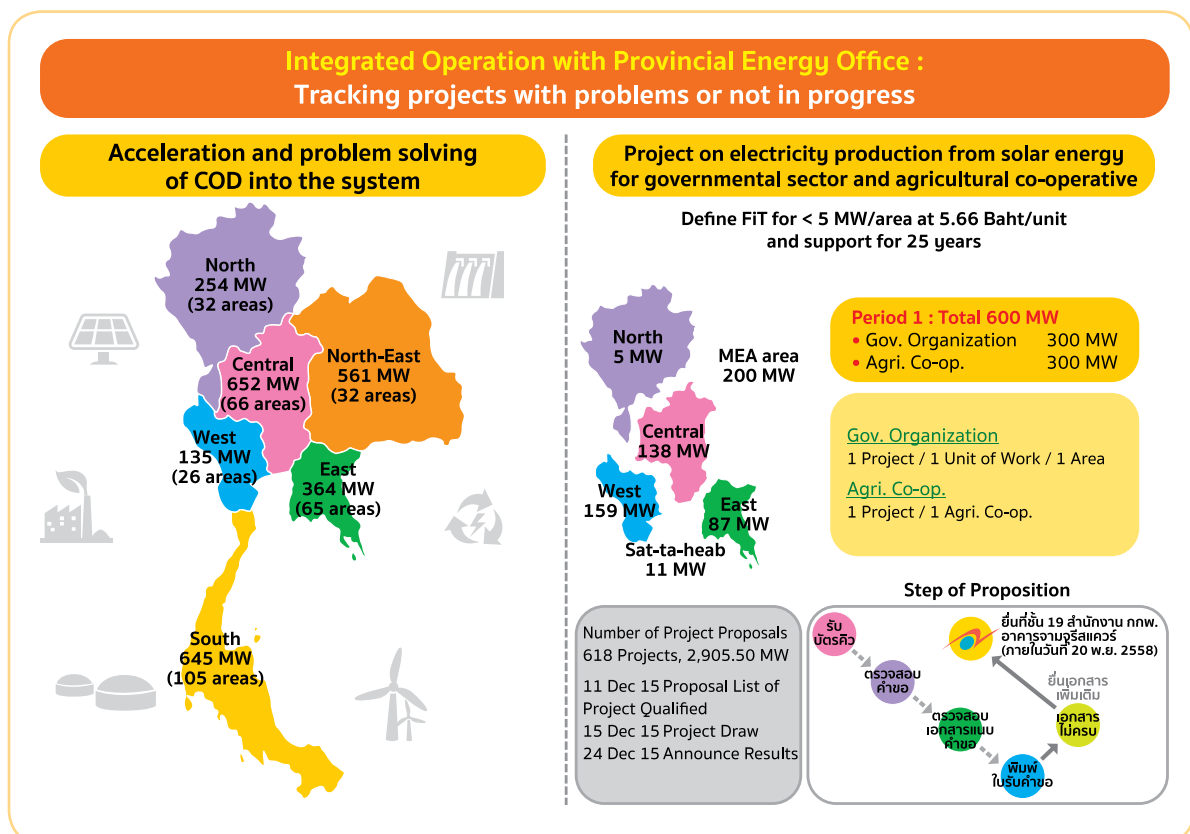 Integrated Operation with Provincial Energy Office :
Tracking projects with problems or not in progress
Acceleration and problem solving
of COD into the system
North
254 MW
(32 areas)
North-East
561 MW
(32 areas)
Central
652 MW
(66 areas)
West
135 MW
(26 areas)
East
364 MW
(65 areas)
South
645 MW
(105 areas)
Project on electricity production from solar energy
for governmental sector and agricultural co-operative
Define FiT for < 5 MW/area at 5.66 Baht/unit
and support for 25 years
North
5 MW
MEA area
200 MW
Central
138 MW
West
159 MW
East
87 MW
Sat-ta-heab
11 MW
Period 1 : Total 600 MW
• Gov. Organization 300 MW
• Agri. Co-op. 300 MW
Gov. Organization
1 Project / 1 Unit of Work / 1 Area
Agri. Co-op.
1 Project / 1 Agri. Co-op.
Number of Project Proposals
618 Projects, 2,905.50 MW
11 Dec 15 Proposal List of
Project Qualified
15 Dec 15 Project Draw
24 Dec 15 Announce Results
Step of Proposition
รับ
บัตรคิว
ตรวจสอบ
คำขอ
ตรวจสอบ
เอกสารแนบ
คำขอ
พิมพ์
ใบรับคำขอ
เอกสาร
ไม่ครบ
ยื่นเอกสาร
เพิ่มเติม
ยื่นที่ชั้น 19 สำนักงาน กกพ.
อาคารจามจุรีสแควร์
(ภายในวันที่ 20 พ.ย. 2558)